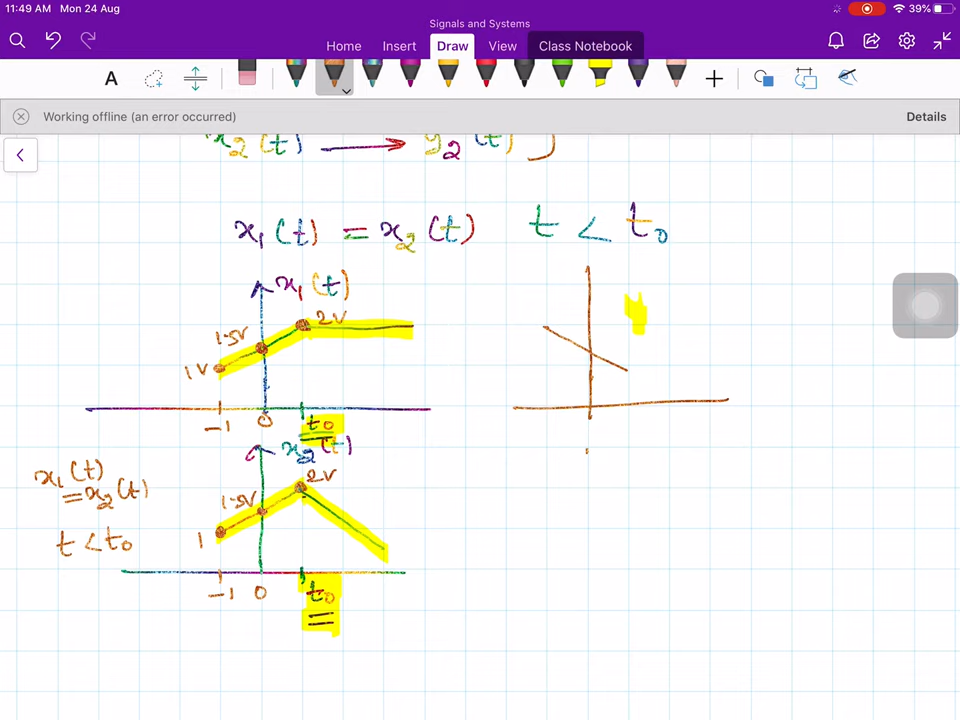 11:49 AM Mon 24 Aug
39%
Signals and Systems
Home Insert Draw View Class Notebook
A
Working offline (an error occurred) Details
x₂(t) ⟶ y₂(t) }
x₁(t) = x₂(t) t < t₀
x₁(t)
2V
1.5V
1V
-1 0 t₀
x₂(t)
x₁(t)
= x₂(t)
t < t₀
2V
1.5V
1
-1 0 t₀